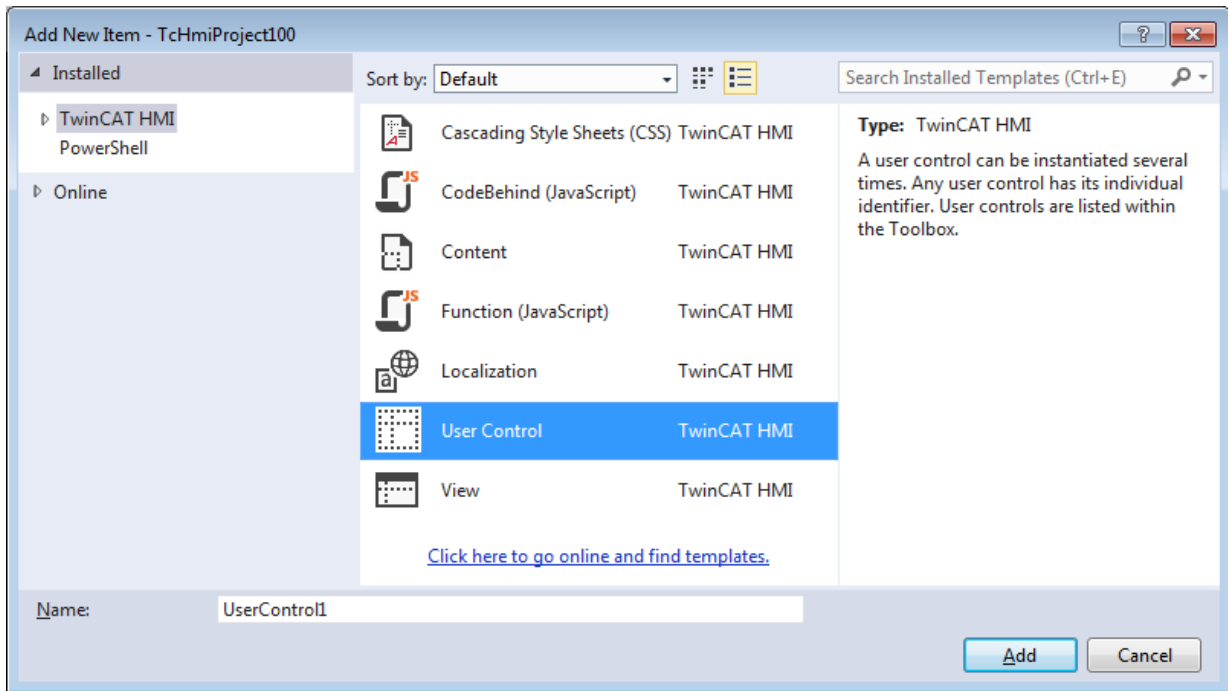 Add New Item - TcHmiProject100
?
Installed
TwinCAT HMI
PowerShell
Online
Sort by: Default
Search Installed Templates (Ctrl+E)
Cascading Style Sheets (CSS) TwinCAT HMI
JS
CodeBehind (JavaScript) TwinCAT HMI
Content TwinCAT HMI
JS
Function (JavaScript) TwinCAT HMI
a
Localization TwinCAT HMI
User Control TwinCAT HMI
View TwinCAT HMI
Click here to go online and find templates.
Type: TwinCAT HMI
A user control can be instantiated several
times. Any user control has its individual
identifier. User controls are listed within
the Toolbox.
Name: UserControl1
Add Cancel